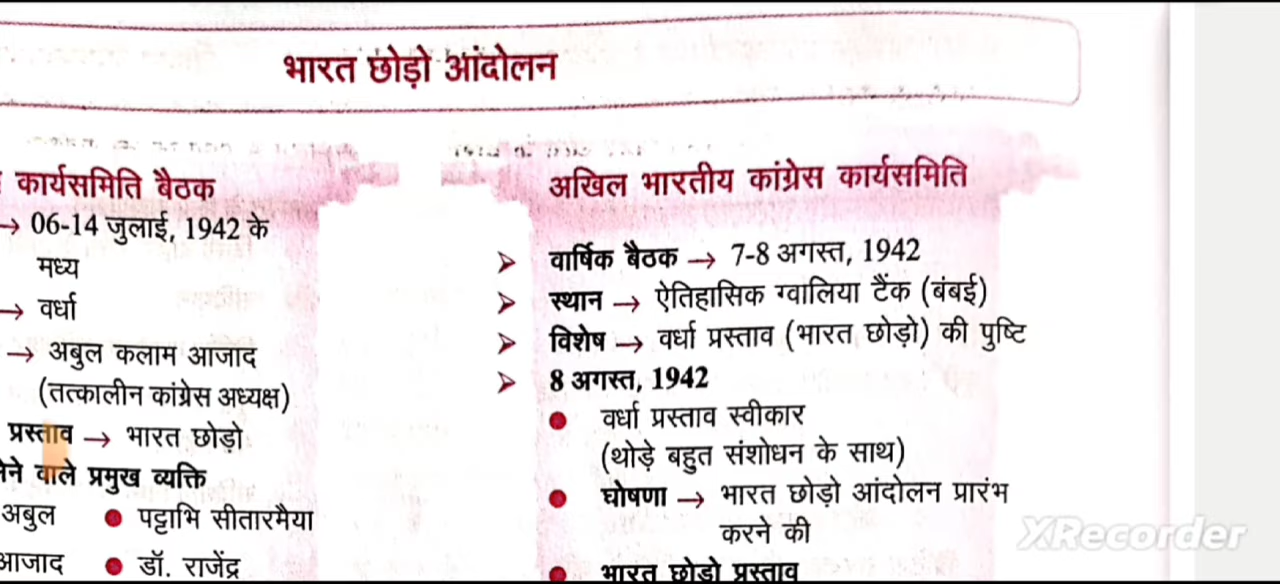 भारत छोड़ो आंदोलन
कार्यसमिति बैठक
→ 06-14 जुलाई, 1942 के
मध्य
→ वर्धा
→ अबुल कलाम आजाद
(तत्कालीन कांग्रेस अध्यक्ष)
प्रस्ताव → भारत छोड़ो
वाले प्रमुख व्यक्ति
अबुल ● पट्टाभि सीतारमैया
आजाद ● डॉ. राजेंद्र
अखिल भारतीय कांग्रेस कार्यसमिति
➢ वार्षिक बैठक → 7-8 अगस्त, 1942
➢ स्थान → ऐतिहासिक ग्वालिया टैंक (बंबई)
➢ विशेष → वर्धा प्रस्ताव (भारत छोड़ो) की पुष्टि
➢ 8 अगस्त, 1942
● वर्धा प्रस्ताव स्वीकार
(थोड़े बहुत संशोधन के साथ)
● घोषणा → भारत छोड़ो आंदोलन प्रारंभ
करने की
● भारत छोड़ो प्रस्ताव
XRecorder